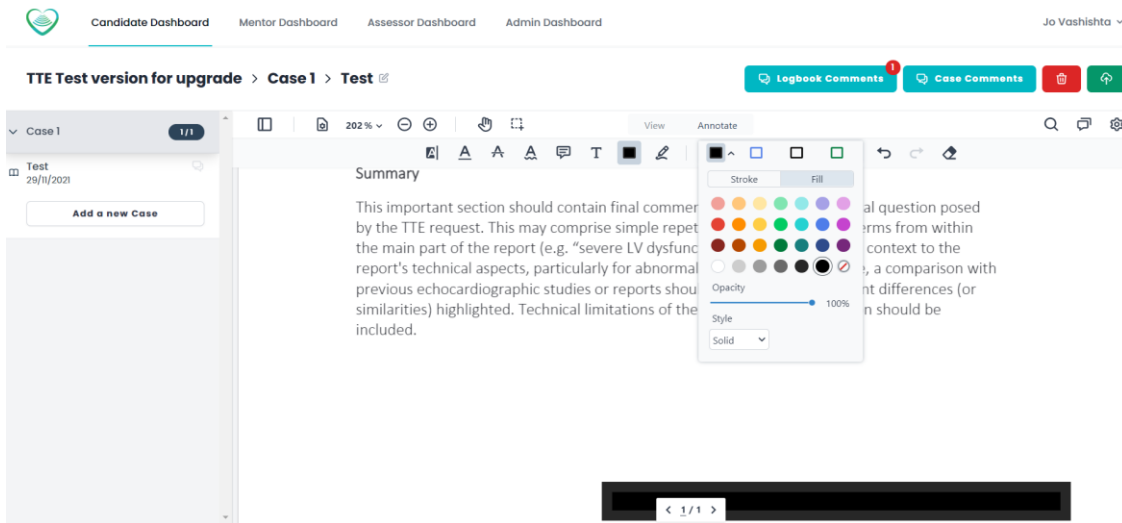 Candidate Dashboard Mentor Dashboard Assessor Dashboard Admin Dashboard Jo Vashishta
TTE Test version for upgrade > Case 1 > Test
Logbook Comments 1 Case Comments
Case 1 1/1
202 % View Annotate
Test
29/11/2021
Add a new Case
T
Stroke Fill
Opacity
100%
Style
Solid
Summary
This important section should contain final commer al question posed
by the TTE request. This may comprise simple repet erms from within
the main part of the report (e.g. “severe LV dysfunc context to the
report's technical aspects, particularly for abnormal , a comparison with
previous echocardiographic studies or reports shou nt differences (or
similarities) highlighted. Technical limitations of the n should be
included.
< 1/1 >